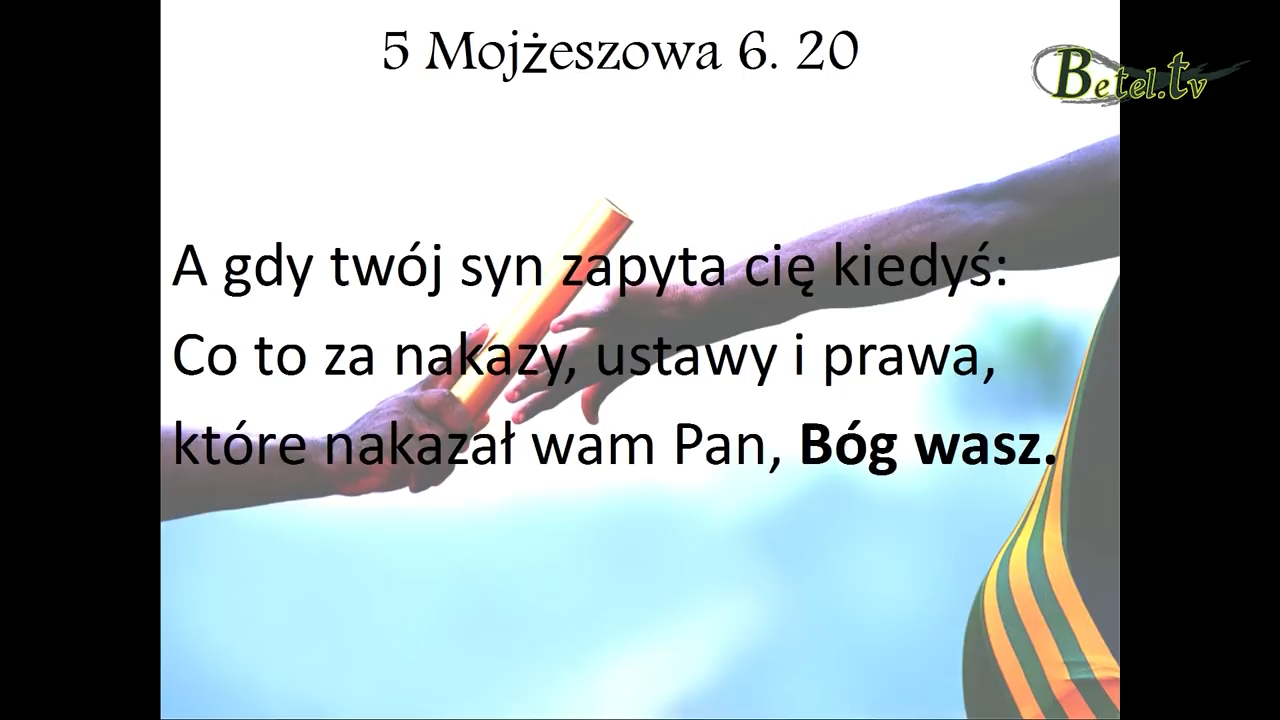 5 Mojżeszowa 6. 20
Betel.tv
A gdy twój syn zapyta cię kiedyś:
Co to za nakazy, ustawy i prawa,
które nakazał wam Pan, Bóg wasz.